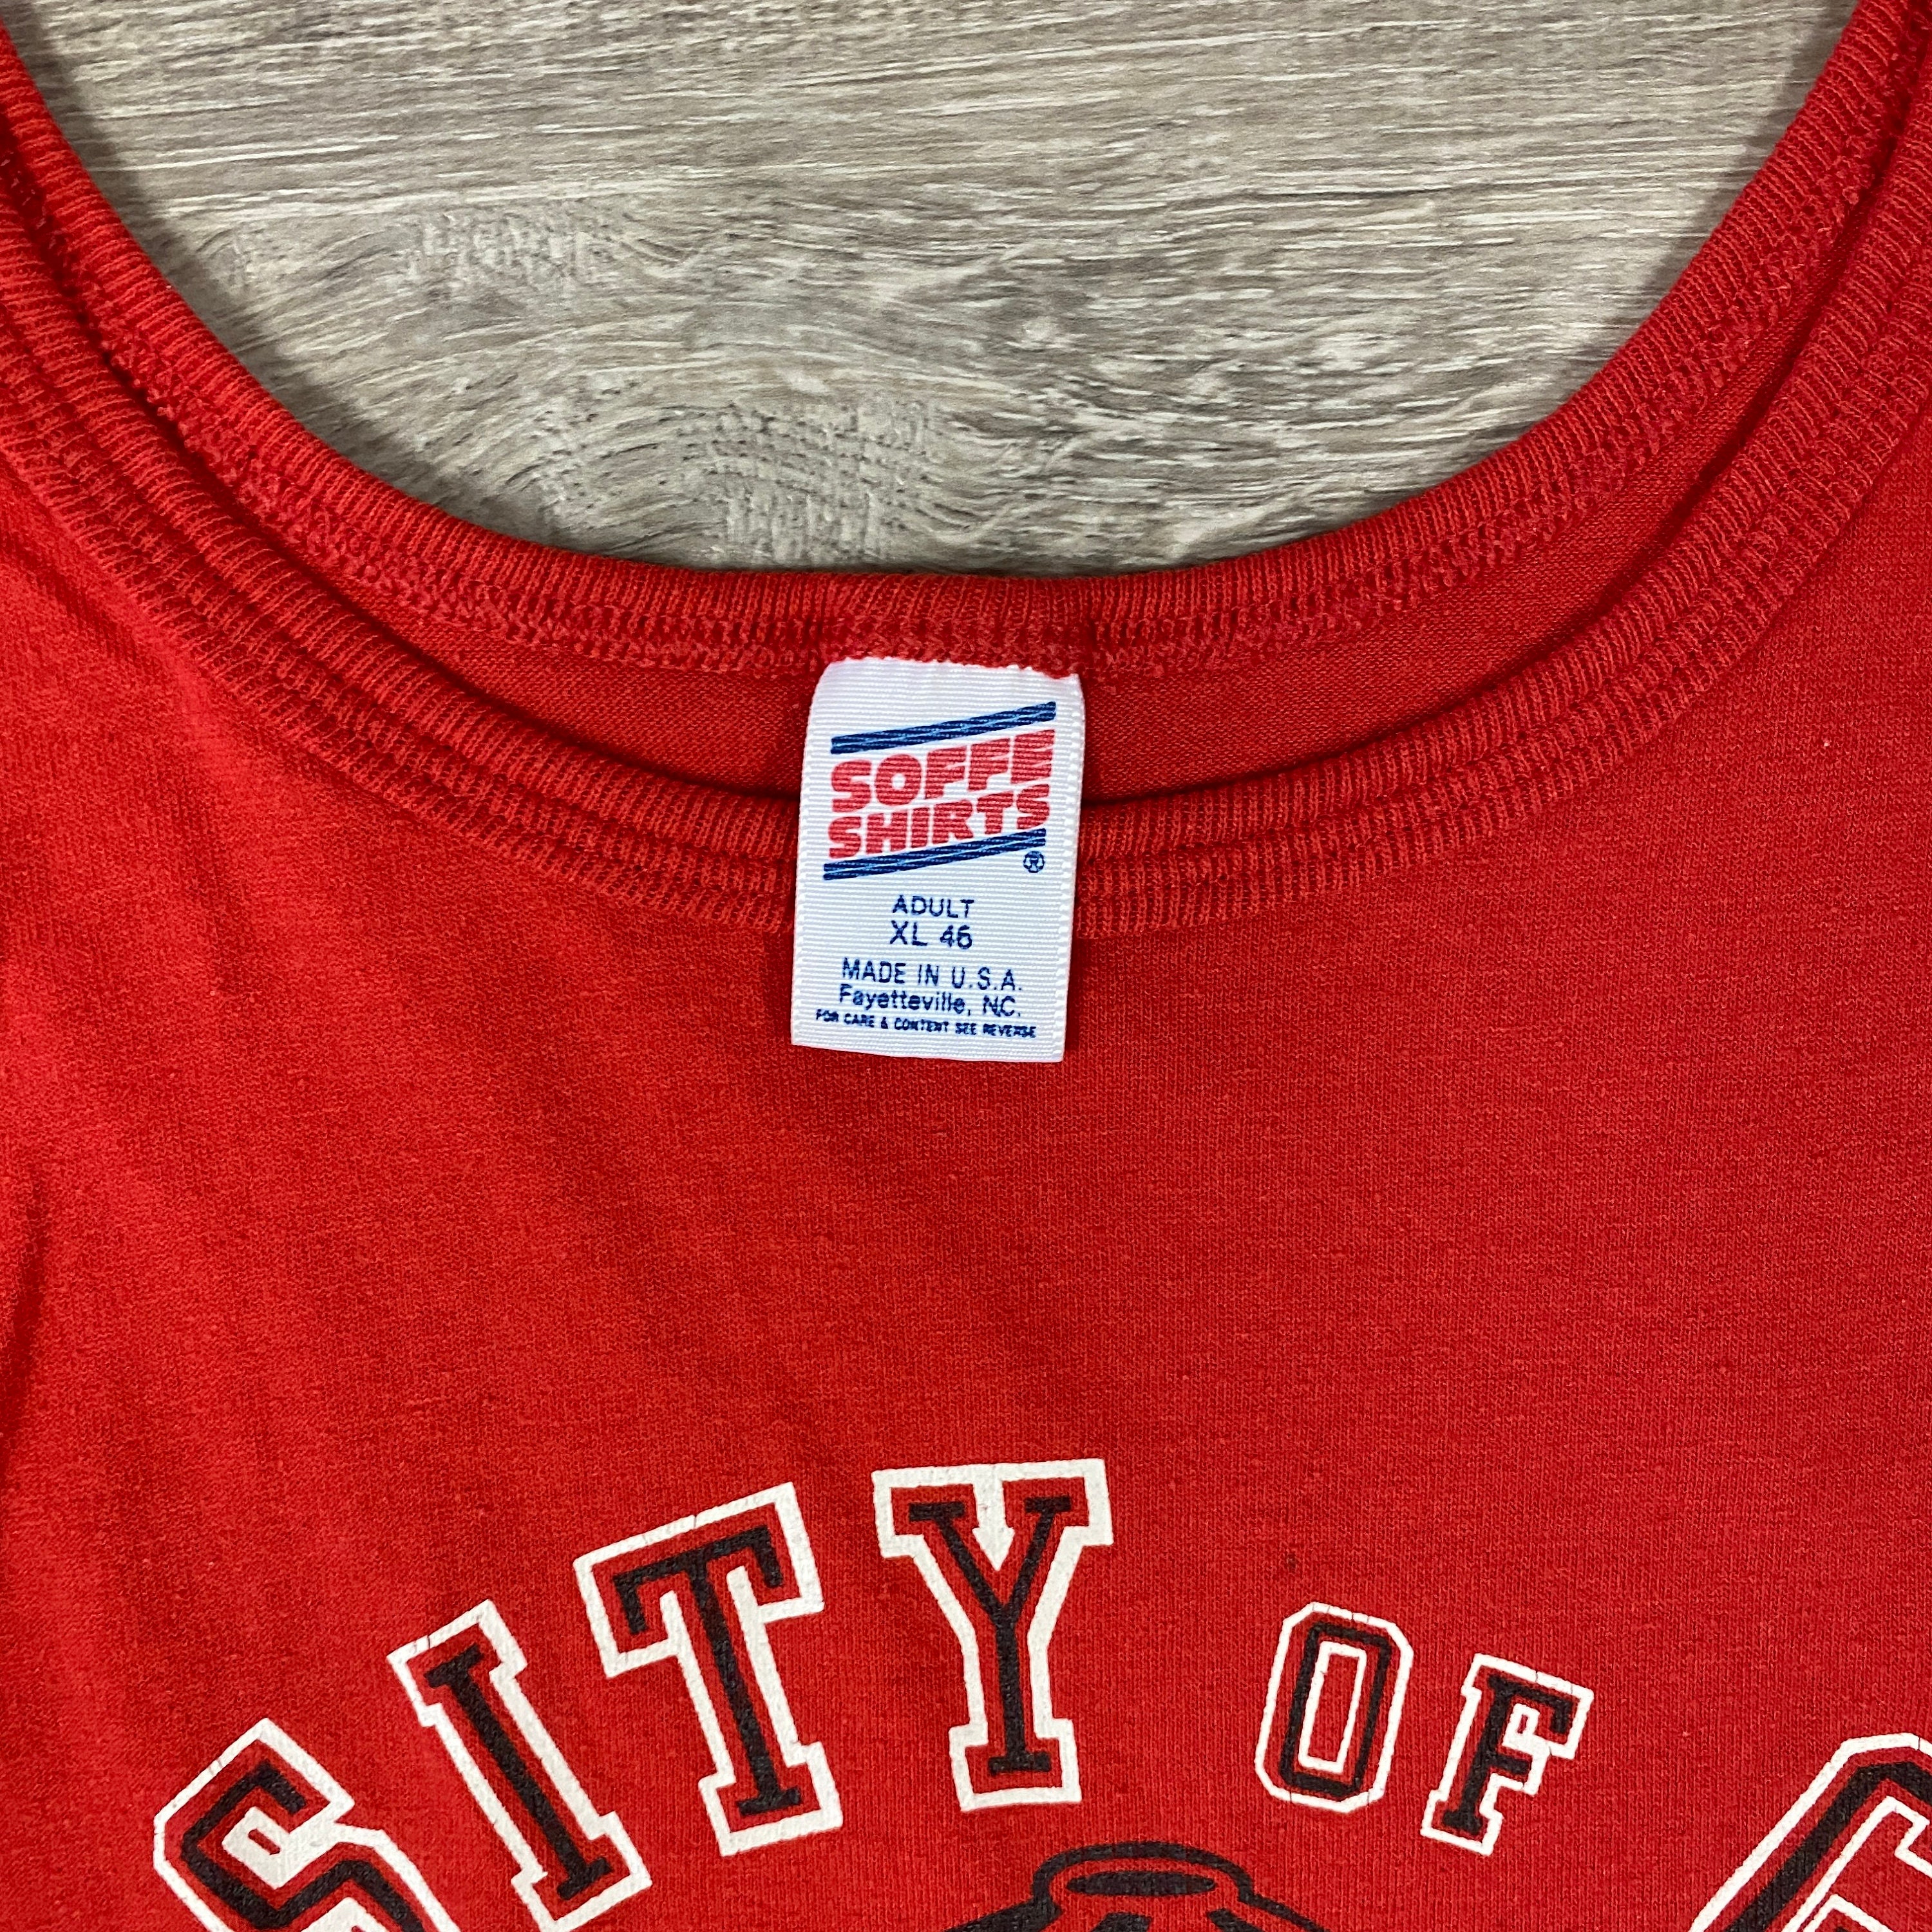 SOFFE
SHIRTS
®
ADULT
XL 46
MADE IN U.S.A.
Fayetteville, NC.
FOR CARE & CONTENT SEE REVERSE
SITY OF G